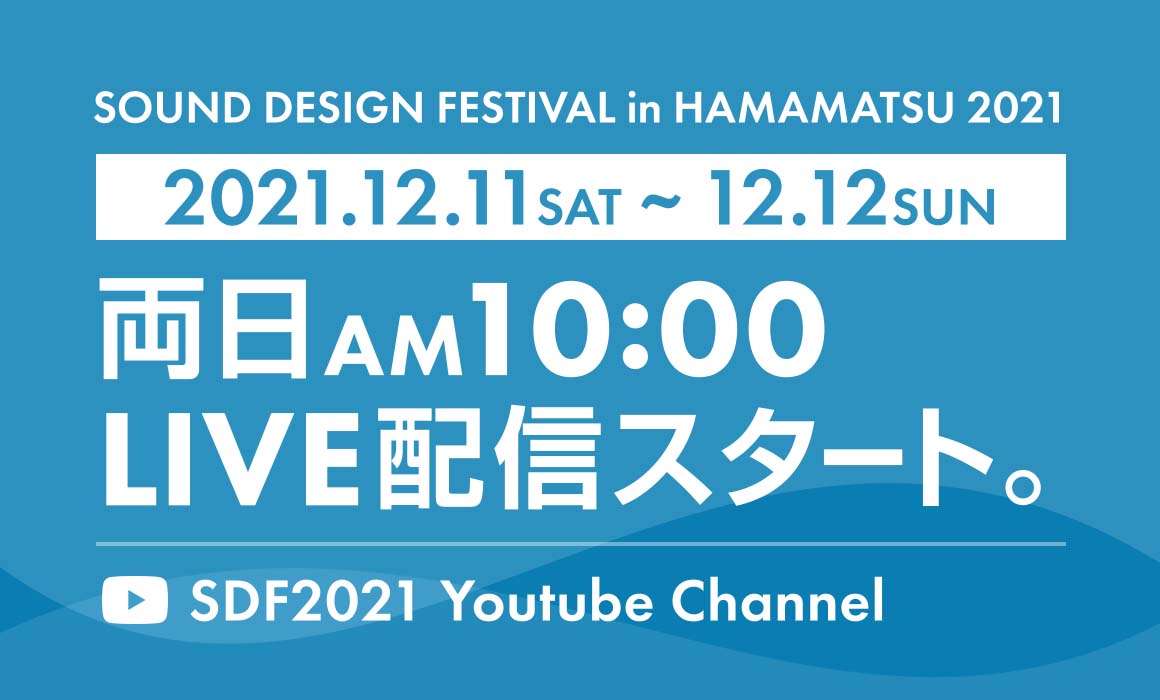 SOUND DESIGN FESTIVAL in HAMAMATSU 2021
2021.12.11SAT ~ 12.12SUN
両日AM10:00
LIVE配信スタート。
SDF2021 Youtube Channel